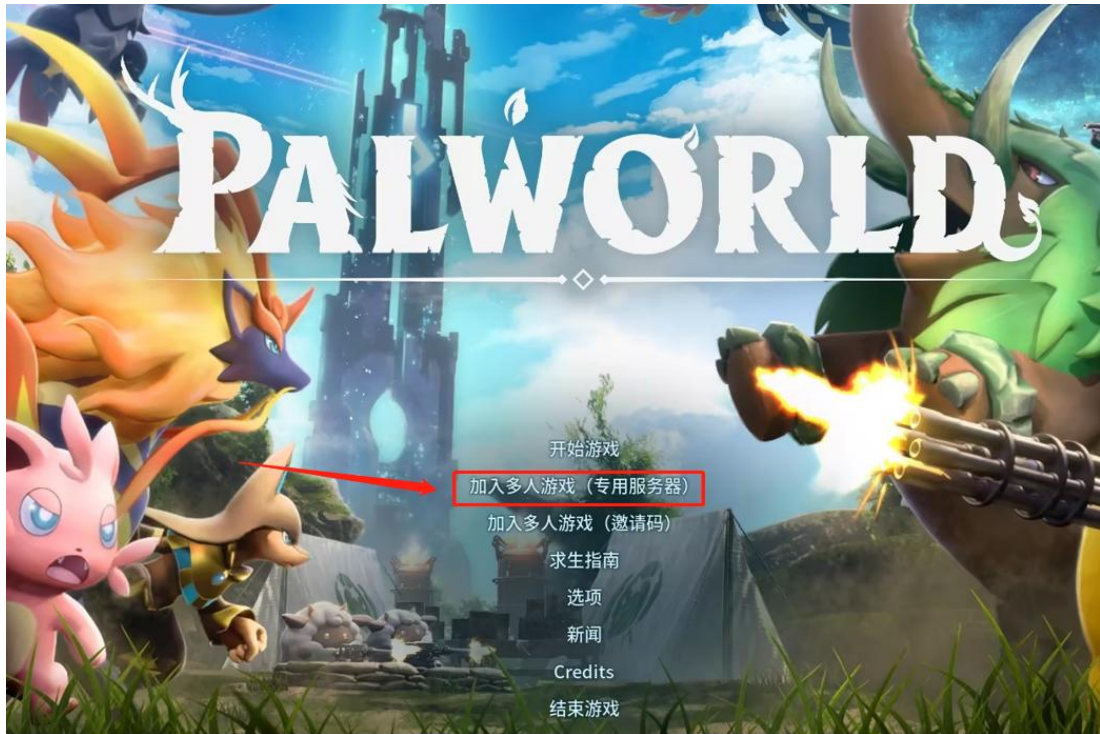 PALWORLD
开始游戏
加入多人游戏（专用服务器）
加入多人游戏（邀请码）
求生指南
选项
新闻
Credits
结束游戏